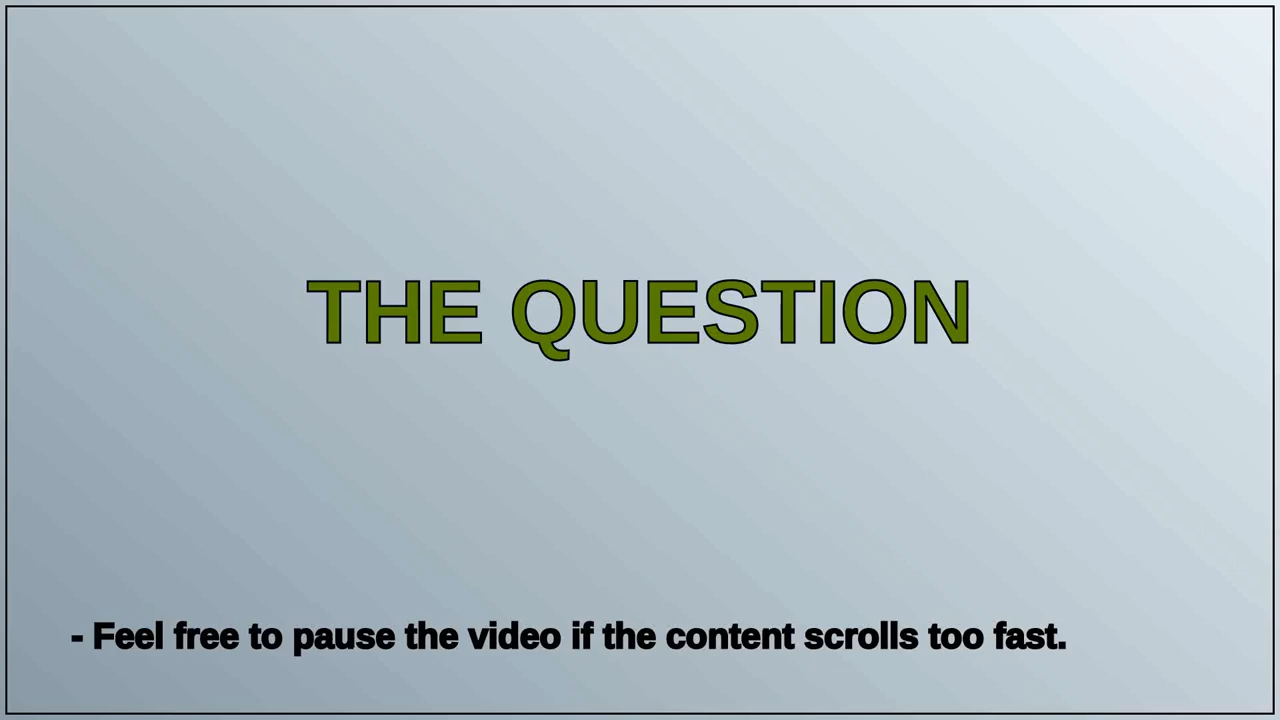 THE QUESTION
- Feel free to pause the video if the content scrolls too fast.